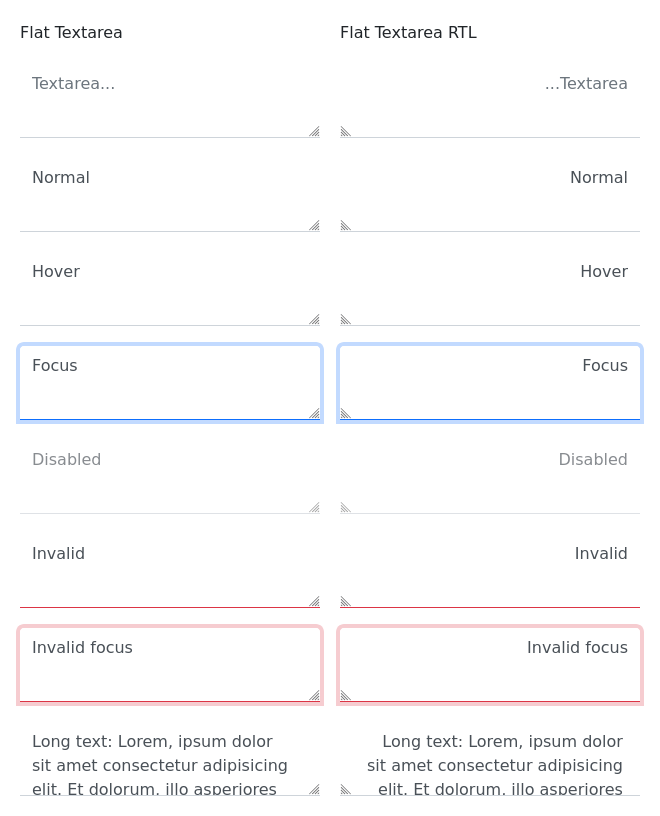 Flat Textarea
Textarea...
Normal
Hover
Focus
Disabled
Invalid
Invalid focus
Long text: Lorem, ipsum dolor
sit amet consectetur adipisicing
elit. Et dolorum, illo asperiores
Flat Textarea RTL
...Textarea
Normal
Hover
Focus
Disabled
Invalid
Invalid focus
Long text: Lorem, ipsum dolor
sit amet consectetur adipisicing
elit. Et dolorum, illo asperiores